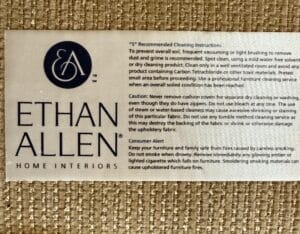 EA
™
ETHAN
ALLEN®
HOME INTERIORS
"S" Recommended Cleaning Instructions
To prevent overall soil, frequent vacuuming or light brushing to remove
dust and grime is recommended. Spot clean, using a mild water-free solvent
or dry cleaning product. Clean only in a well ventilated room and avoid any
product containing Carbon Tetrachloride or other toxic materials. Pretest
small area before proceeding. Use a professional furniture cleaning service
when an overall soiled condition has been reached.
Caution: Never remove cushion covers for separate dry cleaning or washing,
even though they do have zippers. Do not use bleach at any time. The use
of steam or water-based cleaners may cause excessive shrinking or staining
of this particular fabric. Do not use any tumble method cleaning service as
this may destroy the backing of the fabric or shrink or otherwise damage
the upholstery fabric.
Consumer Alert
Keep your furniture and family safe from fires caused by careless smoking.
Do not smoke when drowsy. Remove immediately any glowing ember or
lighted cigarette which falls on furniture. Smoldering smoking materials can
cause upholstered furniture fires.